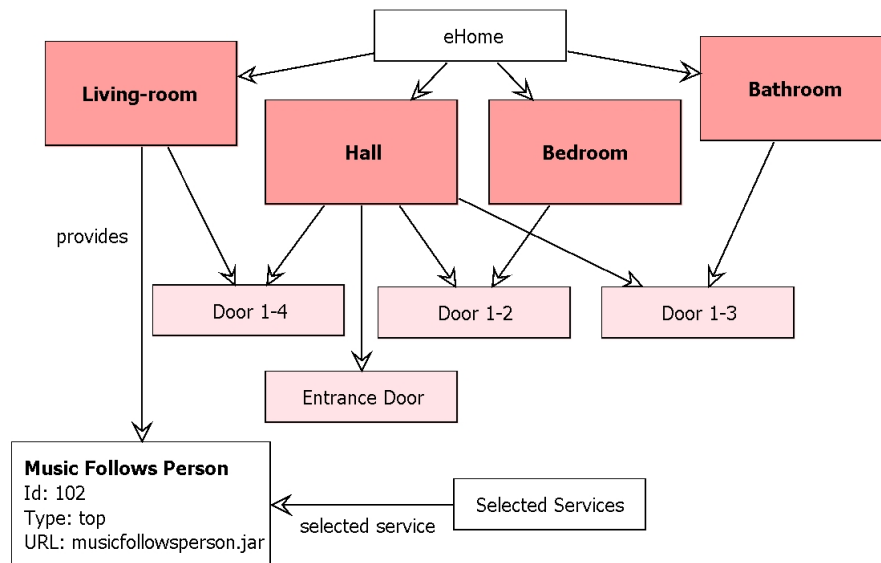 eHome
Living-room
Bathroom
Hall
Bedroom
provides
Door 1-4
Door 1-2
Door 1-3
Entrance Door
Music Follows Person
Id: 102
Type: top
URL: musicfollowsperson.jar
selected service
Selected Services